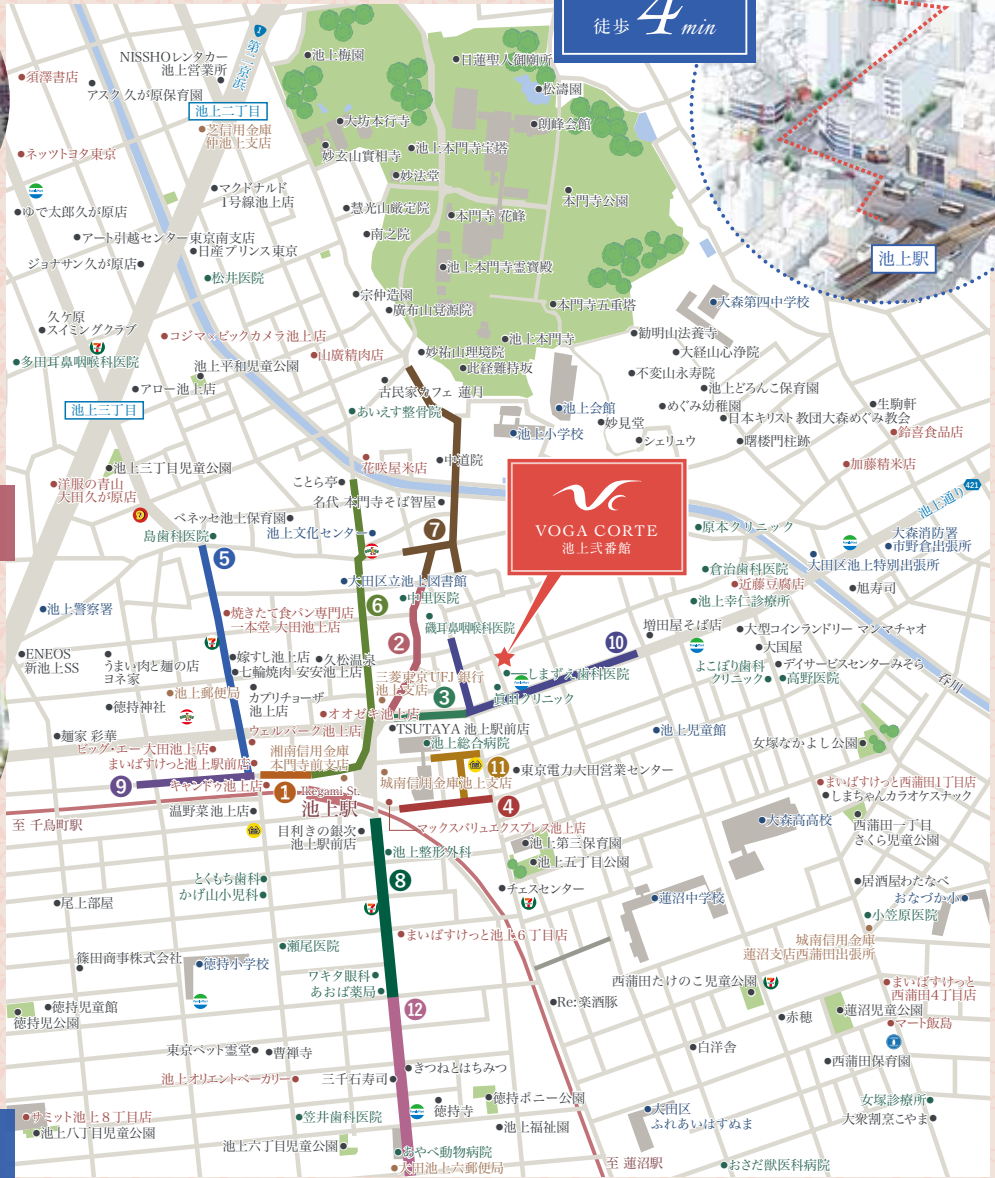 徒歩 4 min
池上駅
1
第二京浜
NISSHOレンタカー
池上営業所
須澤書店
アスク久が原保育園
池上二丁目
芝信用金庫
仲池上支店
ネッツトヨタ東京
FamilyMart
ゆで太郎久が原店
マクドナルド
1号線池上店
アート引越センター東京南支店
日産プリンス東京
ジョナサン久が原店
松井医院
久ケ原
スイミングクラブ
多田耳鼻咽喉科医院
コジマ×ビックカメラ池上店
山廣精肉店
池上平和児童公園
アロー池上店
池上三丁目
池上梅園
日蓮聖人御廟所
松濤園
大坊本行寺
朗峰会館
妙玄山實相寺
池上本門寺宝塔
妙法堂
本門寺公園
慧光山厳定院
本門寺 花峰
南之院
池上本門寺霊寶殿
宗仲造園
廣布山覚源院
本門寺五重塔
池上本門寺
妙祐山理境院
此経難持坂
古民家カフェ 蓮月
あいえす整骨院
大森第四中学校
勧明山法養寺
大経山心浄院
不変山永寿院
池上どろんこ保育園
池上会館
めぐみ幼稚園
生駒軒
妙見堂
日本キリスト教団大森めぐみ教会
池上小学校
シェリュウ
曙楼門柱跡
鈴喜食品店
加藤精米店
池上通り
421
池上三丁目児童公園
洋服の青山
大田久が原店
花咲屋米店
中道院
ことら亭
名代 本門寺そば智屋
ベネッセ池上保育園
島歯科医院
池上文化センター
7
5
VOGA CORTE
池上弐番館
原本クリニック
大森消防署
市野倉出張所
大田区池上特別出張所
倉治歯科医院
近藤豆腐店
旭寿司
池上幸仁診療所
大田区立池上図書館
中里医院
池上警察署
焼きたて食パン専門店
一本堂 大田池上店
6
2
磯耳鼻咽喉科医院
10
増田屋そば店
大型コインランドリー マンマチャオ
大国屋
よこぼり歯科
クリニック
デイサービスセンターみそら
高野医院
呑川
ENEOS
新池上SS
うまい肉と麺の店
ヨネ家
嫁すし池上店
久松温泉
七輪焼肉 安安池上店
三菱東京UFJ 銀行
池上支店
しまずえ歯科医院
眞田クリニック
3
池上郵便局
カプリチョーザ
池上店
徳持神社
オオゼキ池上店
TSUTAYA 池上駅前店
池上児童館
女塚なかよし公園
ウェルパーク池上店
麺家 彩華
池上総合病院
ビッグ・エー大田池上店
湘南信用金庫
本門寺前支店
まいばすけっと池上駅前店
11
東京電力大田営業センター
城南信用金庫池上支店
9
キャンドゥ池上店
1
Ikegami St.
池上駅
4
まいばすけっと西蒲田1丁目店
しまちゃんカラオケスナック
至 千鳥町駅
温野菜池上店
マックスバリュエクスプレス池上店
大森高高校
西蒲田一丁目
さくら児童公園
目利きの銀次
池上駅前店
池上第三保育園
池上整形外科
池上五丁目公園
8
とくもち歯科
かげ山小児科
チェスセンター
蓮沼中学校
居酒屋わたなべ
おなづか小
尾上部屋
小笠原医院
まいばすけっと池上6丁目店
城南信用金庫
蓮沼支店西蒲田出張所
瀬尾医院
篠田商事株式会社
徳持小学校
ワキタ眼科
あおば薬局
西蒲田たけのこ児童公園
まいばすけっと
西蒲田4丁目店
12
徳持児童館
徳持児公園
Re:楽酒豚
蓮沼児童公園
赤穂
マート飯島
東京ペット霊堂
曹禅寺
白洋舎
西蒲田保育園
池上オリエントベーカリー
三千石寿司
きつねとはちみつ
サミット池上8丁目店
池上八丁目児童公園
笠井歯科医院
徳持寺
徳持ポニー公園
池上福祉園
大田区
ふれあいはすぬま
女塚診療所
大衆割烹こやま
池上六丁目児童公園
あやべ動物病院
大田池上六郵便局
至 蓮沼駅
おさだ獣医科病院